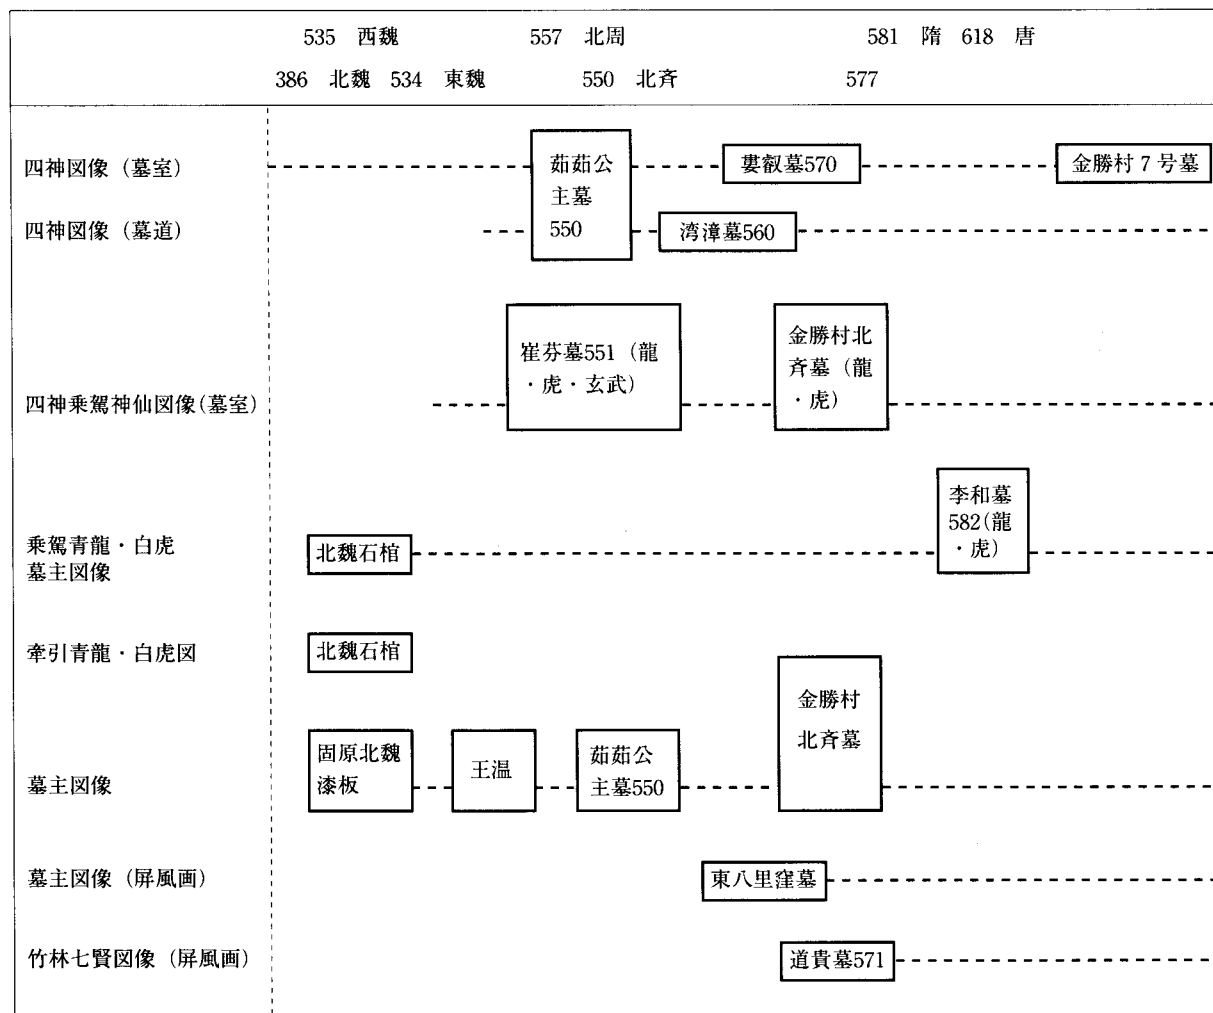 535 西魏 557 北周 581 隋 618 唐
386 北魏 534 東魏 550 北斉 577
四神図像（墓室）
茹茹公
主墓
550
婁叡墓570
金勝村7号墓
四神図像（墓道）
湾漳墓560
四神乗駕神仙図像(墓室)
崔芬墓551（龍
・虎・玄武）
金勝村北
斉墓（龍
・虎）
乗駕青龍・白虎
墓主図像
北魏石棺
李和墓
582(龍
・虎）
牽引青龍・白虎図
北魏石棺
金勝村
北斉墓
墓主図像
固原北魏
漆板
王温
茹茹公
主墓550
墓主図像（屏風画）
東八里窪墓
竹林七賢図像（屏風画）
道貴墓571